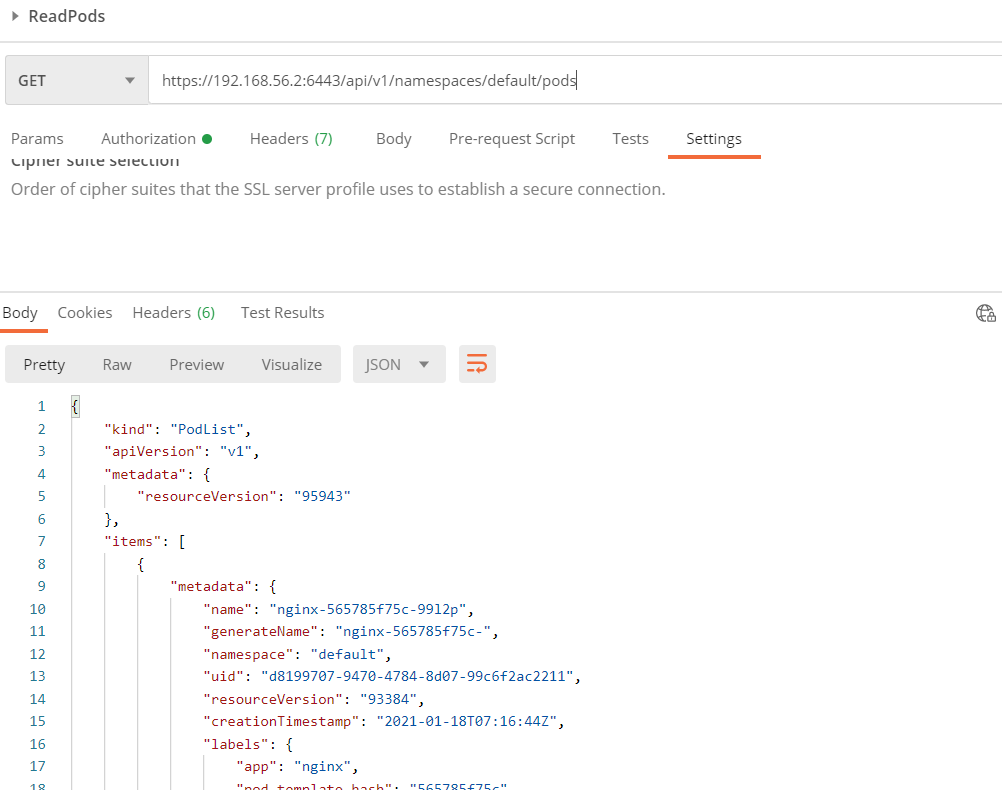 ReadPods
GET https://192.168.56.2:6443/api/v1/namespaces/default/pods
Params Authorization Headers (7) Body Pre-request Script Tests Settings
Cipher suite selection
Order of cipher suites that the SSL server profile uses to establish a secure connection.
Body Cookies Headers (6) Test Results
Pretty Raw Preview Visualize JSON
1 {
2 "kind": "PodList",
3 "apiVersion": "v1",
4 "metadata": {
5 "resourceVersion": "95943"
6 },
7 "items": [
8 {
9 "metadata": {
10 "name": "nginx-565785f75c-99l2p",
11 "generateName": "nginx-565785f75c-",
12 "namespace": "default",
13 "uid": "d8199707-9470-4784-8d07-99c6f2ac2211",
14 "resourceVersion": "93384",
15 "creationTimestamp": "2021-01-18T07:16:44Z",
16 "labels": {
17 "app": "nginx",
18 "pod-template-hash": "565785f75c"